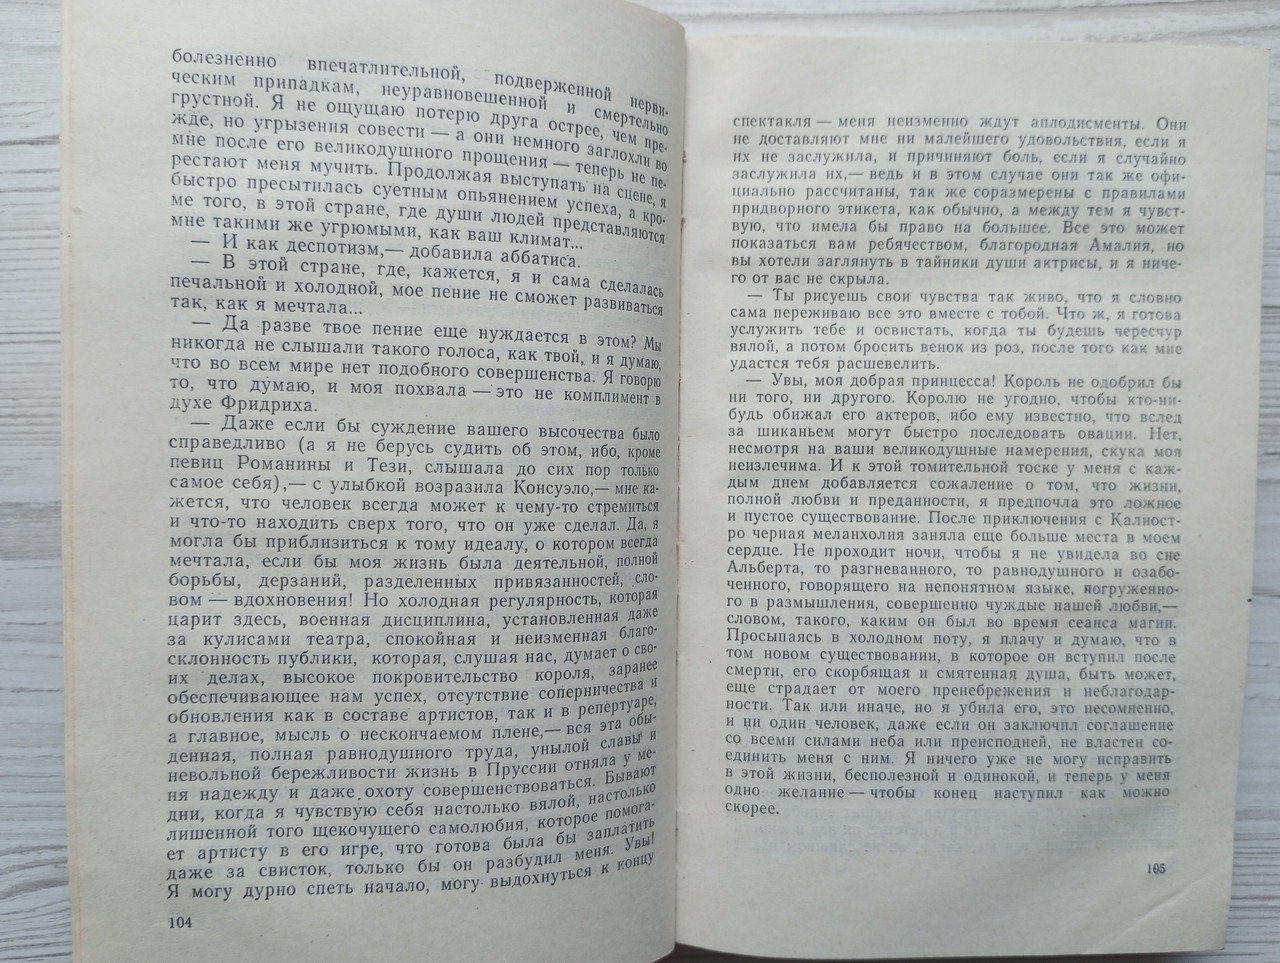 болезненно впечатлительной, подверженной нерви-
ческим припадкам, неуравновешенной и смертельно
грустной. Я не ощущаю потерю друга острее, чем пре-
жде, но угрызения совести — а они немного заглохли во
мне после его великодушного прощения — теперь не пе-
рестают меня мучить. Продолжая выступать на сцене, я
быстро пресытилась суетным опьянением успеха, а кро-
ме того, в этой стране, где души людей представляются
мне такими же угрюмыми, как ваш климат...
— И как деспотизм,— добавила аббатиса.
— В этой стране, где, кажется, я и сама сделалась
печальной и холодной, мое пение не сможет развиваться
так, как я мечтала...
— Да разве твое пение еще нуждается в этом? Мы
никогда не слышали такого голоса, как твой, и я думаю,
что во всем мире нет подобного совершенства. Я говорю
то, что думаю, и моя похвала — это не комплимент в
духе Фридриха.
— Даже если бы суждение вашего высочества было
справедливо (а я не берусь судить об этом, ибо, кроме
певиц Романины и Тези, слышала до сих пор только
самое себя),— с улыбкой возразила Консуэло,— мне ка-
жется, что человек всегда может к чему-то стремиться
и что-то находить сверх того, что он уже сделал. Да, я
могла бы приблизиться к тому идеалу, о котором всегда
мечтала, если бы моя жизнь была деятельной, полной
борьбы, дерзаний, разделенных привязанностей, сло-
вом — вдохновения! Но холодная регулярность, которая
царит здесь, военная дисциплина, установленная даже
за кулисами театра, спокойная и неизменная благо-
склонность публики, которая, слушая нас, думает о сво-
их делах, высокое покровительство короля, заранее
обеспечивающее нам успех, отсутствие соперничества и
обновления как в составе артистов, так и в репертуаре,
а главное, мысль о нескончаемом плене,— вся эта обы-
денная, полная равнодушного труда, унылой славы и
невольной бережливости жизнь в Пруссии отняла у ме-
ня надежду и даже охоту совершенствоваться. Бывают
дни, когда я чувствую себя настолько вялой, настолько
лишенной того щекочущего самолюбия, которое помога-
ет артисту в его игре, что готова была бы заплатить
даже за свисток, только бы он разбудил меня. Увы!
Я могу дурно спеть начало, могу выдохнуться к концу
104
спектакля — меня неизменно ждут аплодисменты. Они
не доставляют мне ни малейшего удовольствия, если я
их не заслужила, и причиняют боль, если я случайно
заслужила их,— ведь и в этом случае они так же офи-
циально рассчитаны, так же соразмерены с правилами
придворного этикета, как обычно, а между тем я чувст-
вую, что имела бы право на большее. Все это может
показаться вам ребячеством, благородная Амалия, но
вы хотели заглянуть в тайники души актрисы, и я ниче-
го от вас не скрыла.
— Ты рисуешь свои чувства так живо, что я словно
сама переживаю все это вместе с тобой. Что ж, я готова
услужить тебе и освистать, когда ты будешь чересчур
вялой, а потом бросить венок из роз, после того как мне
удастся тебя расшевелить.
— Увы, моя добрая принцесса! Король не одобрил бы
ни того, ни другого. Королю не угодно, чтобы кто-ни-
будь обижал его актеров, ибо ему известно, что вслед
за шиканьем могут быстро последовать овации. Нет,
несмотря на ваши великодушные намерения, скука моя
неизлечима. И к этой томительной тоске у меня с каж-
дым днем добавляется сожаление о том, что жизни,
полной любви и преданности, я предпочла это ложное
и пустое существование. После приключения с Калиост-
ро черная меланхолия заняла еще больше места в моем
сердце. Не проходит ночи, чтобы я не увидела во сне
Альберта, то разгневанного, то равнодушного и озабо-
ченного, говорящего на непонятном языке, погруженно-
го в размышления, совершенно чуждые нашей любви,—
словом, такого, каким он был во время сеанса магии.
Просыпаясь в холодном поту, я плачу и думаю, что в
том новом существовании, в которое он вступил после
смерти, его скорбящая и смятенная душа, быть может,
еще страдает от моего пренебрежения и неблагодар-
ности. Так или иначе, но я убила его, это несомненно,
и ни один человек, даже если он заключил соглашение
со всеми силами неба или преисподней, не властен со-
единить меня с ним. Я ничего уже не могу исправить
в этой жизни, бесполезной и одинокой, и теперь у меня
одно желание — чтобы конец наступил как можно
скорее.
105